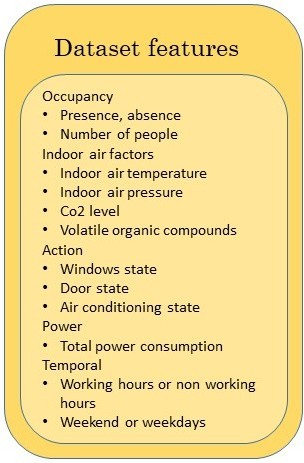 Dataset features
Occupancy
• Presence, absence
• Number of people
Indoor air factors
• Indoor air temperature
• Indoor air pressure
• Co2 level
• Volatile organic compounds
Action
• Windows state
• Door state
• Air conditioning state
Power
• Total power consumption
Temporal
• Working hours or non working
hours
• Weekend or weekdays